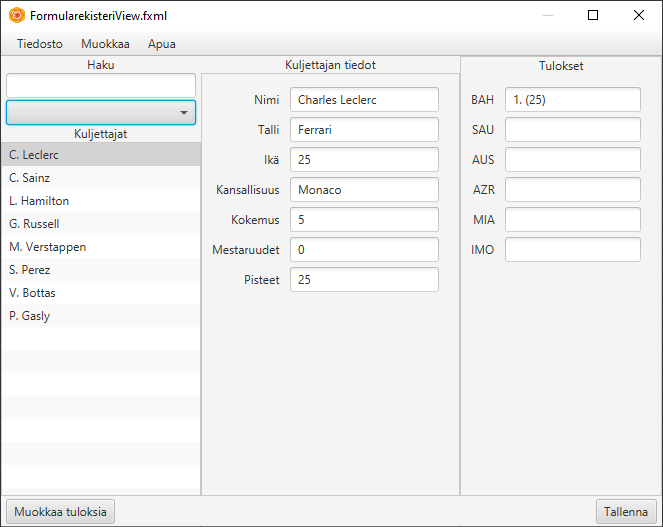 FormularekisteriView.fxml
Tiedosto Muokkaa Apua
Haku
Kuljettajat
C. Leclerc
C. Sainz
L. Hamilton
G. Russell
M. Verstappen
S. Perez
V. Bottas
P. Gasly
Kuljettajan tiedot
Nimi Charles Leclerc
Talli Ferrari
Ikä 25
Kansallisuus Monaco
Kokemus 5
Mestaruudet 0
Pisteet 25
Tulokset
BAH 1. (25)
SAU
AUS
AZR
MIA
IMO
Muokkaa tuloksia
Tallenna